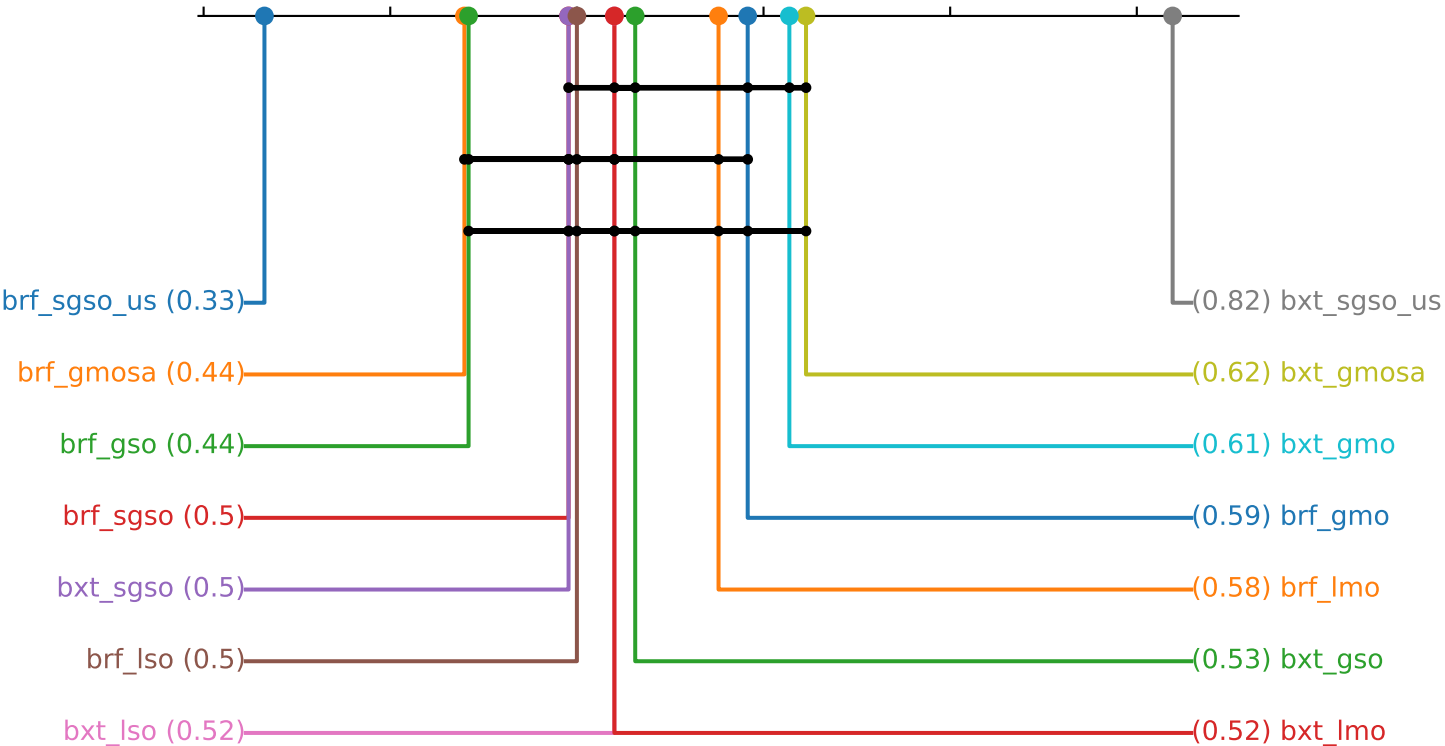 brf_sgso_us (0.33)
(0.82) bxt_sgso_us
brf_gmosa (0.44)
(0.62) bxt_gmosa
brf_gso (0.44)
(0.61) bxt_gmo
brf_sgso (0.5)
(0.59) brf_gmo
bxt_sgso (0.5)
(0.58) brf_lmo
brf_lso (0.5)
(0.53) bxt_gso
bxt_lso (0.52)
(0.52) bxt_lmo